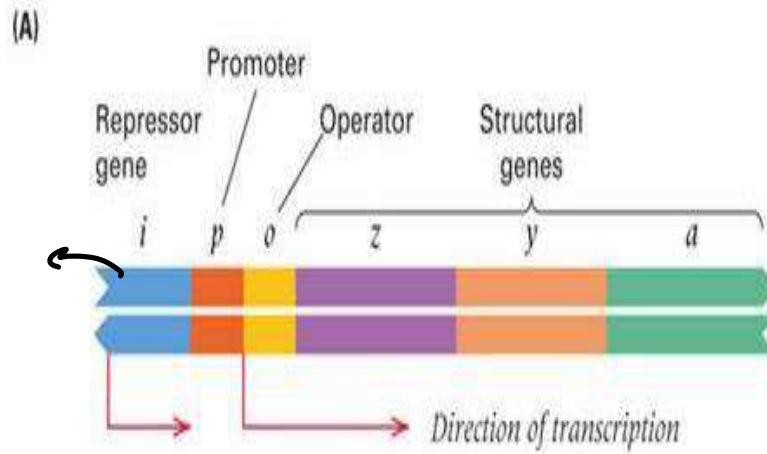 (A)
Promoter
Repressor
gene
Operator
Structural
genes
i p o z y a
Direction of transcription